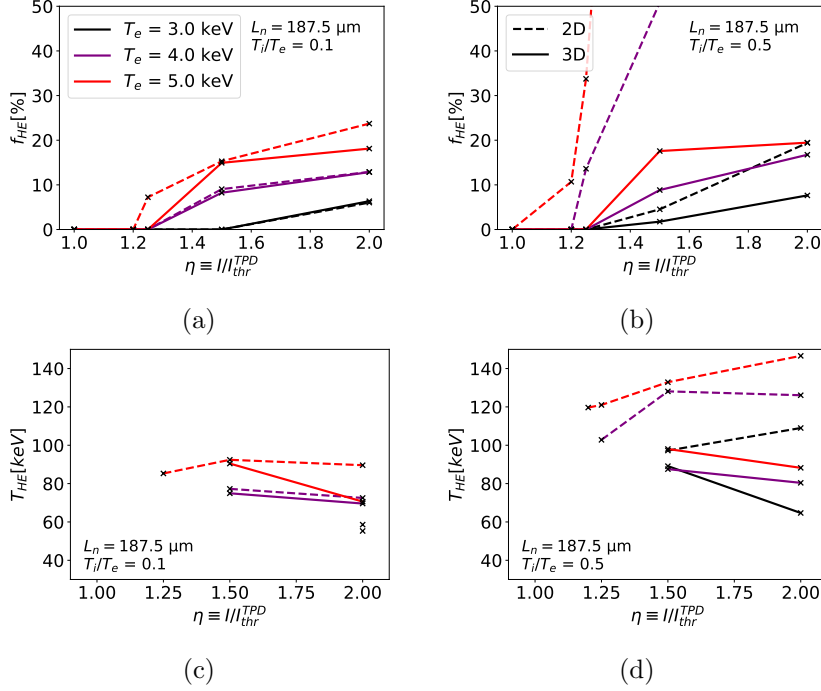 50
40
30
20
10
0
f_HE[%]
T_e = 3.0 keV
T_e = 4.0 keV
T_e = 5.0 keV
L_n = 187.5 μm
T_i/T_e = 0.1
1.0 1.2 1.4 1.6 1.8 2.0
η ≡ I/I_thr^TPD
(a)
50
40
30
20
10
0
f_HE[%]
2D
3D
L_n = 187.5 μm
T_i/T_e = 0.5
1.0 1.2 1.4 1.6 1.8 2.0
η ≡ I/I_thr^TPD
(b)
140
120
100
80
60
40
T_HE[keV]
L_n = 187.5 μm
T_i/T_e = 0.1
1.00 1.25 1.50 1.75 2.00
η ≡ I/I_thr^TPD
(c)
140
120
100
80
60
40
T_HE[keV]
L_n = 187.5 μm
T_i/T_e = 0.5
1.00 1.25 1.50 1.75 2.00
η ≡ I/I_thr^TPD
(d)